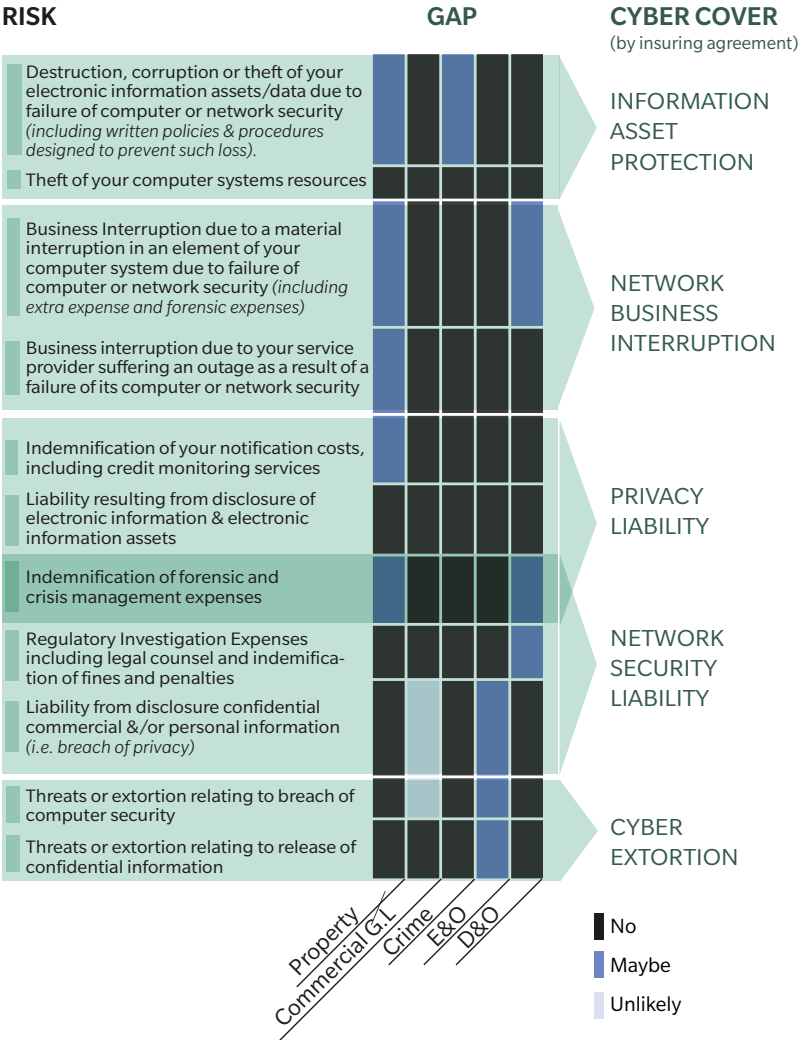 RISK
GAP
CYBER COVER
(by insuring agreement)
Destruction, corruption or theft of your
electronic information assets/data due to
failure of computer or network security
(including written policies & procedures
designed to prevent such loss).
Theft of your computer systems resources
INFORMATION
ASSET
PROTECTION
Business Interruption due to a material
interruption in an element of your
computer system due to failure of
computer or network security (including
extra expense and forensic expenses)
Business interruption due to your service
provider suffering an outage as a result of a
failure of its computer or network security
NETWORK
BUSINESS
INTERRUPTION
Indemnification of your notification costs,
including credit monitoring services
Liability resulting from disclosure of
electronic information & electronic
information assets
PRIVACY
LIABILITY
Indemnification of forensic and
crisis management expenses
Regulatory Investigation Expenses
including legal counsel and indemifica-
tion of fines and penalties
Liability from disclosure confidential
commercial &/or personal information
(i.e. breach of privacy)
NETWORK
SECURITY
LIABILITY
Threats or extortion relating to breach of
computer security
Threats or extortion relating to release of
confidential information
CYBER
EXTORTION
Property
Commercial G.L
Crime
E&O
D&O
No
Maybe
Unlikely